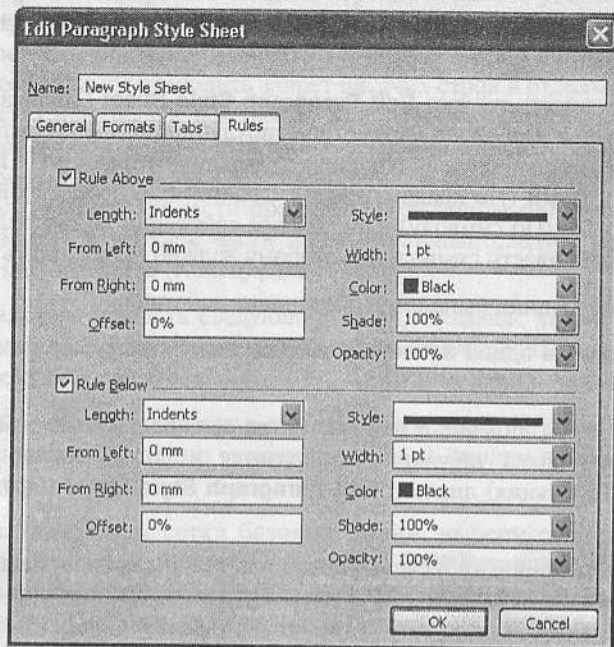 Edit Paragraph Style Sheet
Name: New Style Sheet
General Formats Tabs Rules
Rule Above
Length: Indents Style:
From Left: 0 mm Width: 1 pt
From Right: 0 mm Color: Black
Offset: 0% Shade: 100%
Opacity: 100%
Rule Below
Length: Indents Style:
From Left: 0 mm Width: 1 pt
From Right: 0 mm Color: Black
Offset: 0% Shade: 100%
Opacity: 100%
OK Cancel